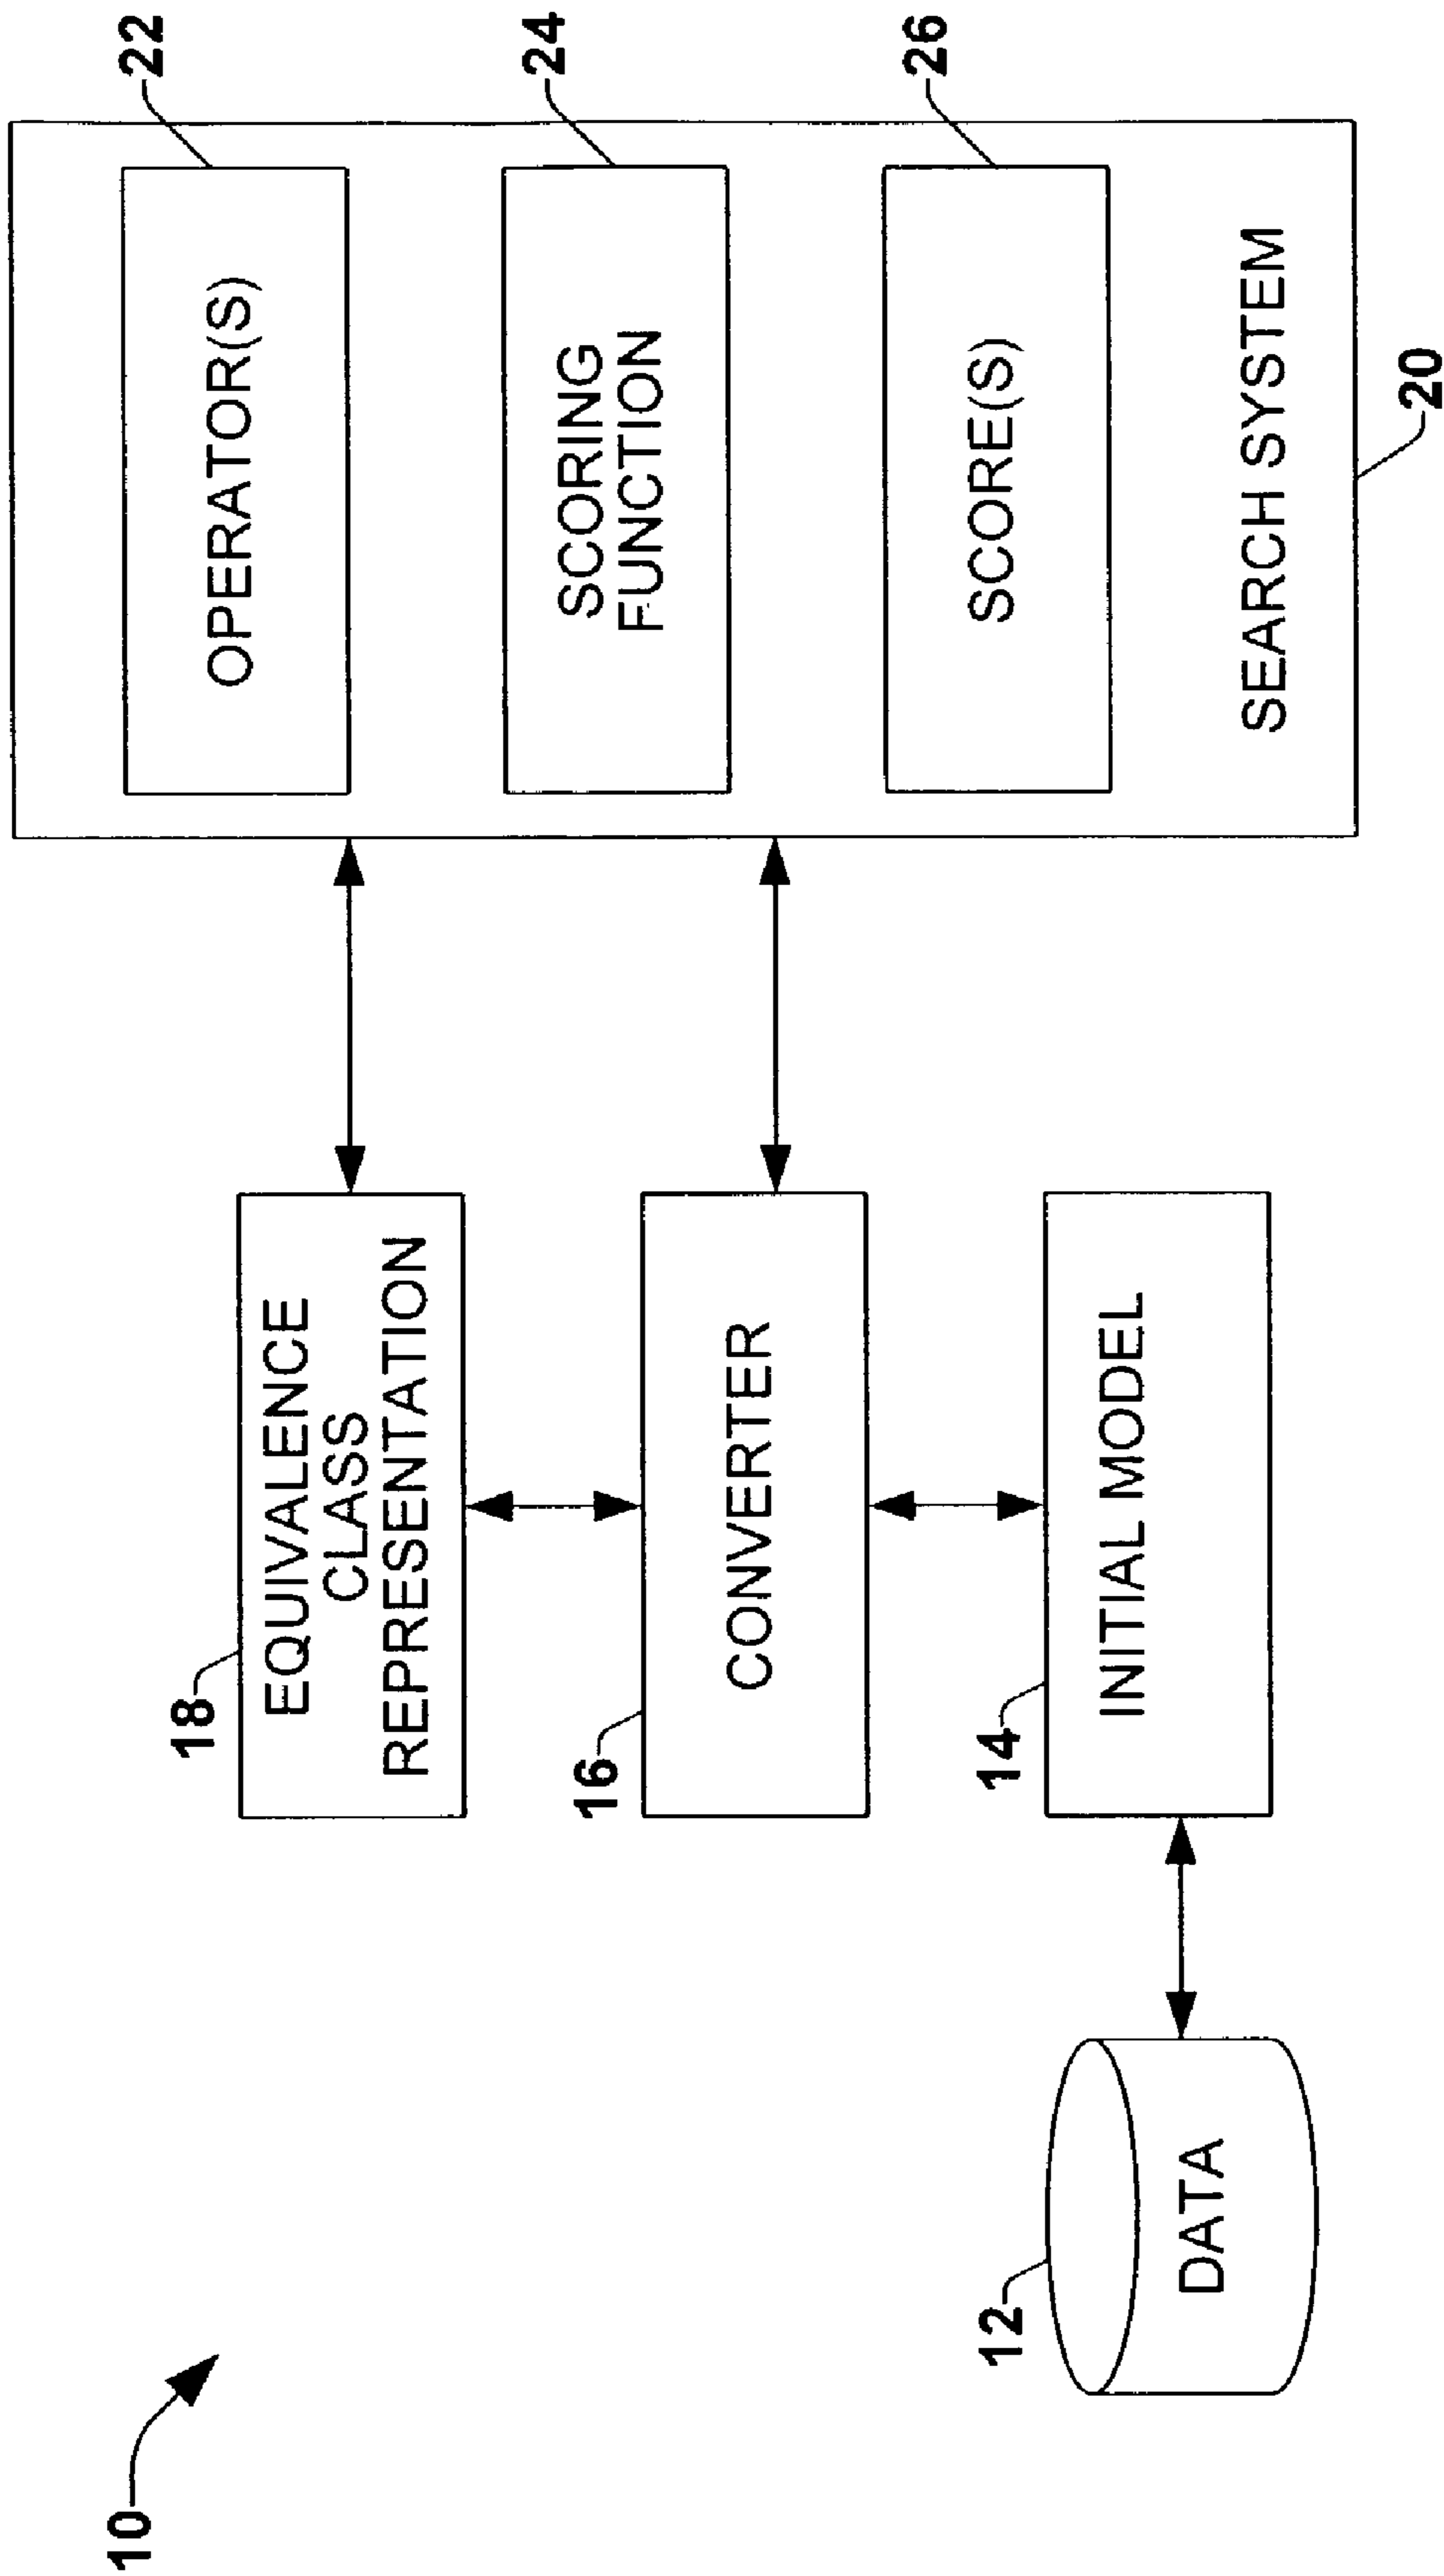 10
18
EQUIVALENCE
CLASS
REPRESENTATION
16
CONVERTER
14
INITIAL MODEL
12
DATA
22
OPERATOR(S)
24
SCORING
FUNCTION
26
SCORE(S)
SEARCH SYSTEM
20